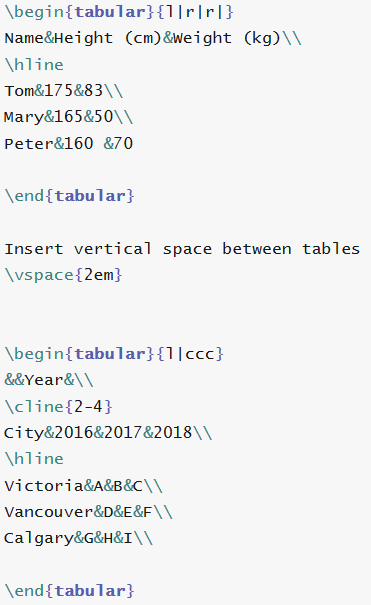 \begin{tabular}{l|r|r|}
Name&Height (cm)&Weight (kg)\\
\hline
Tom&175&83\\
Mary&165&50\\
Peter&160 &70
\end{tabular}
Insert vertical space between tables
\vspace{2em}
\begin{tabular}{l|ccc}
&&Year&\\
\cline{2-4}
City&2016&2017&2018\\
\hline
Victoria&A&B&C\\
Vancouver&D&E&F\\
Calgary&G&H&I\\
\end{tabular}